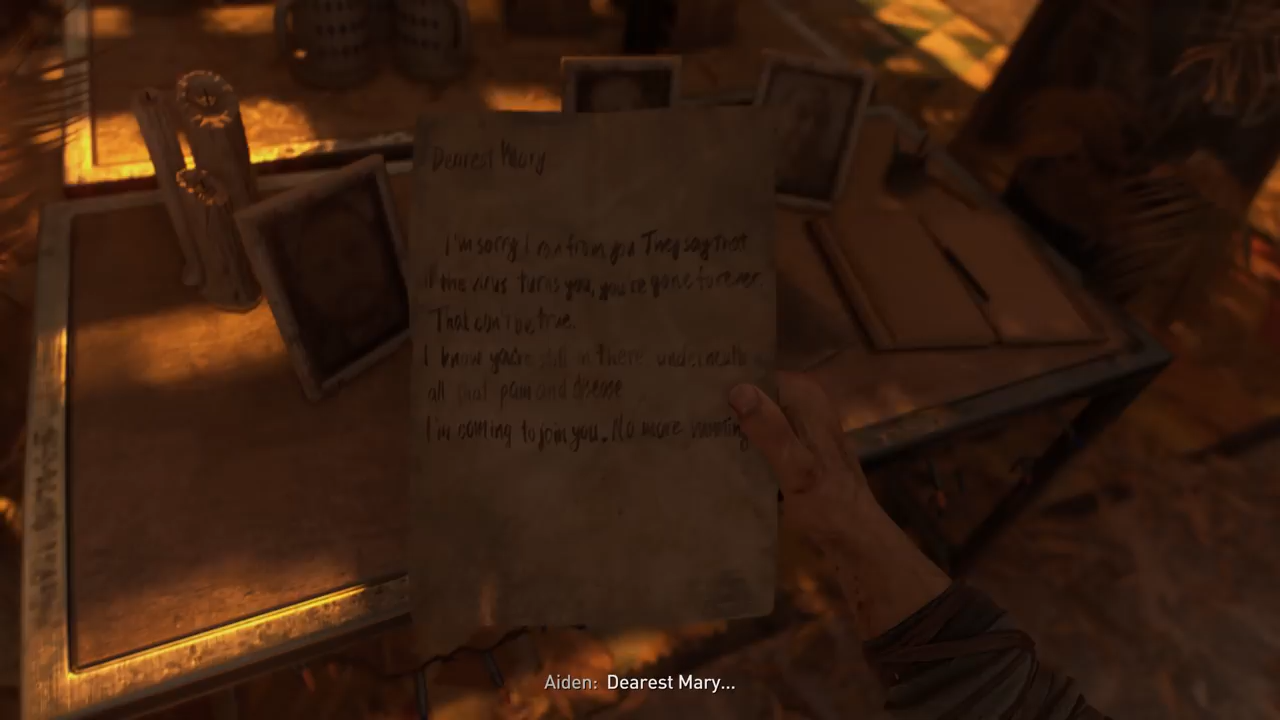 Dearest Mary
I'm sorry I ran from you They say that
if the virus turns you, you're gone forever.
That can't be true.
I know you're still in there underneath
all that pain and disease
I'm coming to join you. No more waiting
Aiden: Dearest Mary...